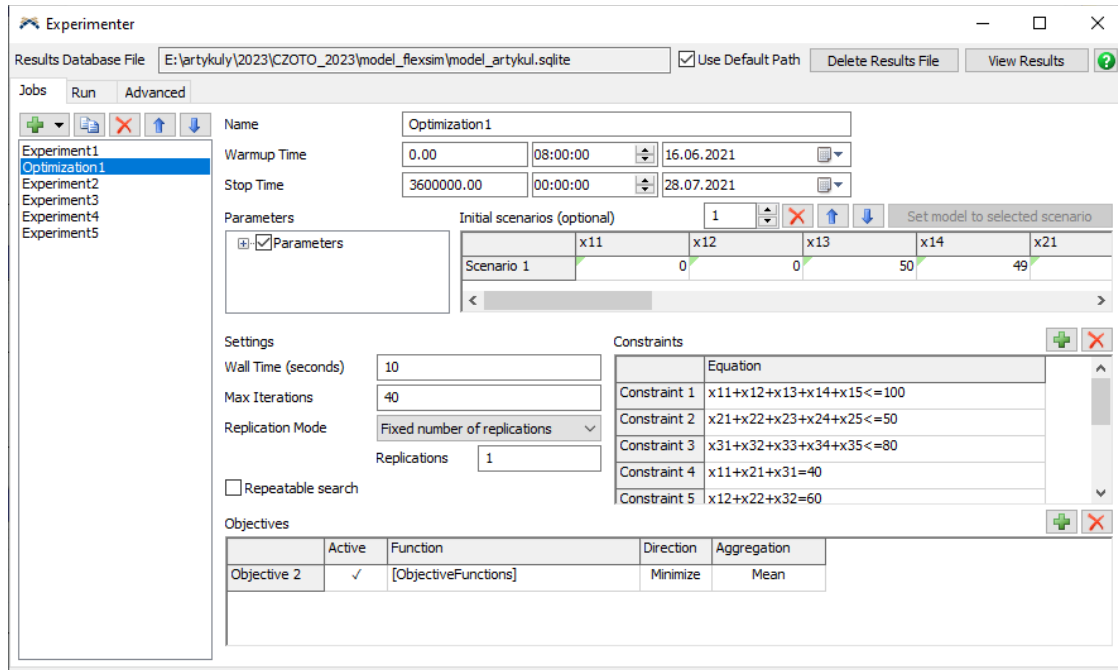 Experimenter
Results Database File E:\artykuly\2023\CZOTO_2023\model_flexsim\model_artykul.sqlite Use Default Path Delete Results File View Results
Jobs Run Advanced
Experiment1
Optimization1
Experiment2
Experiment3
Experiment4
Experiment5
Name Optimization1
Warmup Time 0.00 08:00:00 16.06.2021
Stop Time 3600000.00 00:00:00 28.07.2021
Parameters Initial scenarios (optional) 1 Set model to selected scenario
Parameters
x11 x12 x13 x14 x21
Scenario 1 0 0 50 49
Settings
Wall Time (seconds) 10
Max Iterations 40
Replication Mode Fixed number of replications
Replications 1
Repeatable search
Constraints
Equation
Constraint 1 x11+x12+x13+x14+x15<=100
Constraint 2 x21+x22+x23+x24+x25<=50
Constraint 3 x31+x32+x33+x34+x35<=80
Constraint 4 x11+x21+x31=40
Constraint 5 x12+x22+x32=60
Objectives
Active Function Direction Aggregation
Objective 2 ✓ [ObjectiveFunctions] Minimize Mean